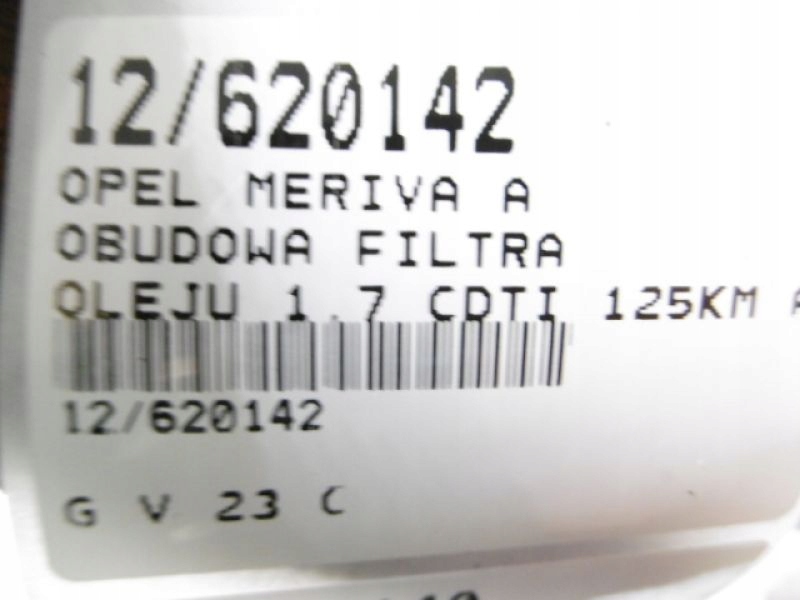 12/620142
OPEL MERIVA A
OBUDOWA FILTRA
OLEJU 1.7 CDTI 125KM
12/620142
G V 23 C